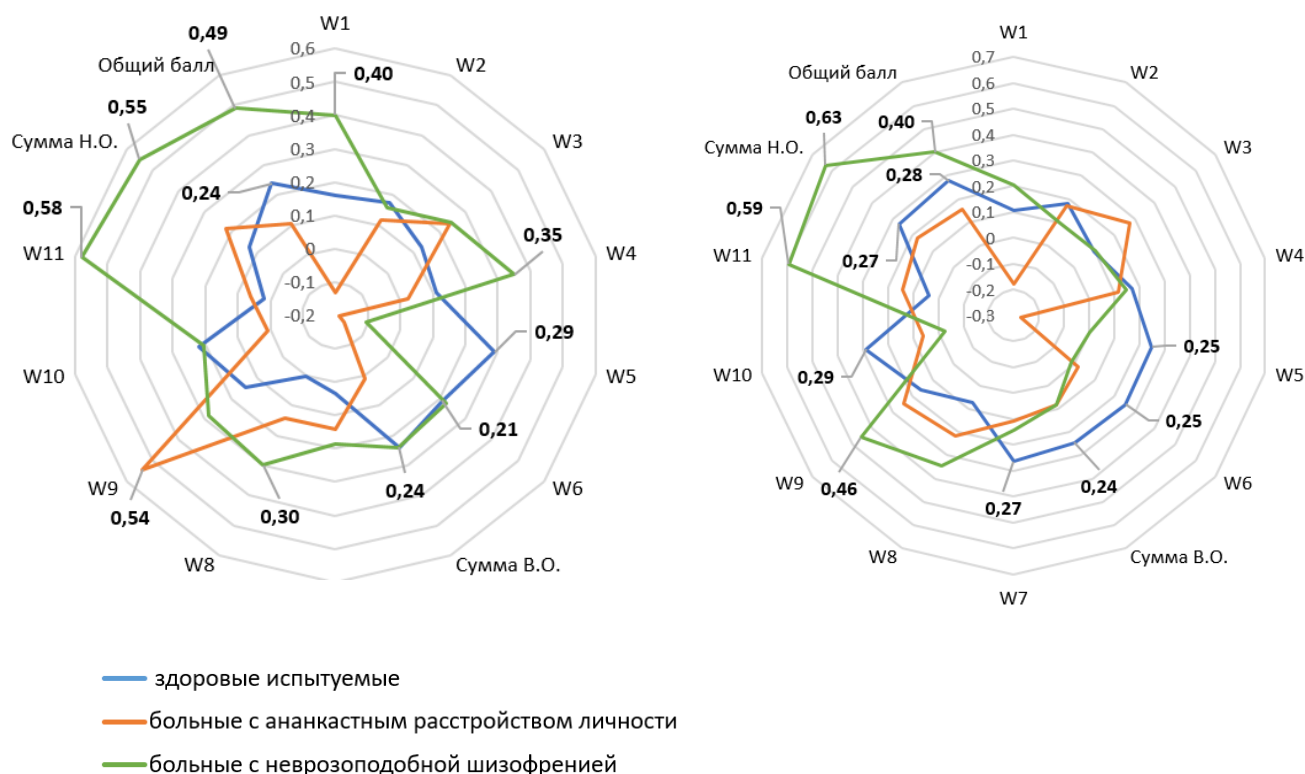 W1
W2
W3
W4
W5
W6
Сумма В.О.
W8
W9
W10
W11
Сумма Н.О.
Общий балл
0,6
0,5
0,4
0,3
0,2
0,1
0
-0,1
-0,2
0,40
0,35
0,29
0,21
0,24
0,30
0,54
0,58
0,55
0,49
0,24
W1
W2
W3
W4
W5
W6
Сумма В.О.
W7
W8
W9
W10
W11
Сумма Н.О.
Общий балл
0,7
0,6
0,5
0,4
0,3
0,2
0,1
0
-0,1
-0,2
-0,3
0,25
0,25
0,24
0,27
0,46
0,29
0,27
0,59
0,63
0,40
0,28
здоровые испытуемые
больные с ананкастным расстройством личности
больные с неврозоподобной шизофренией